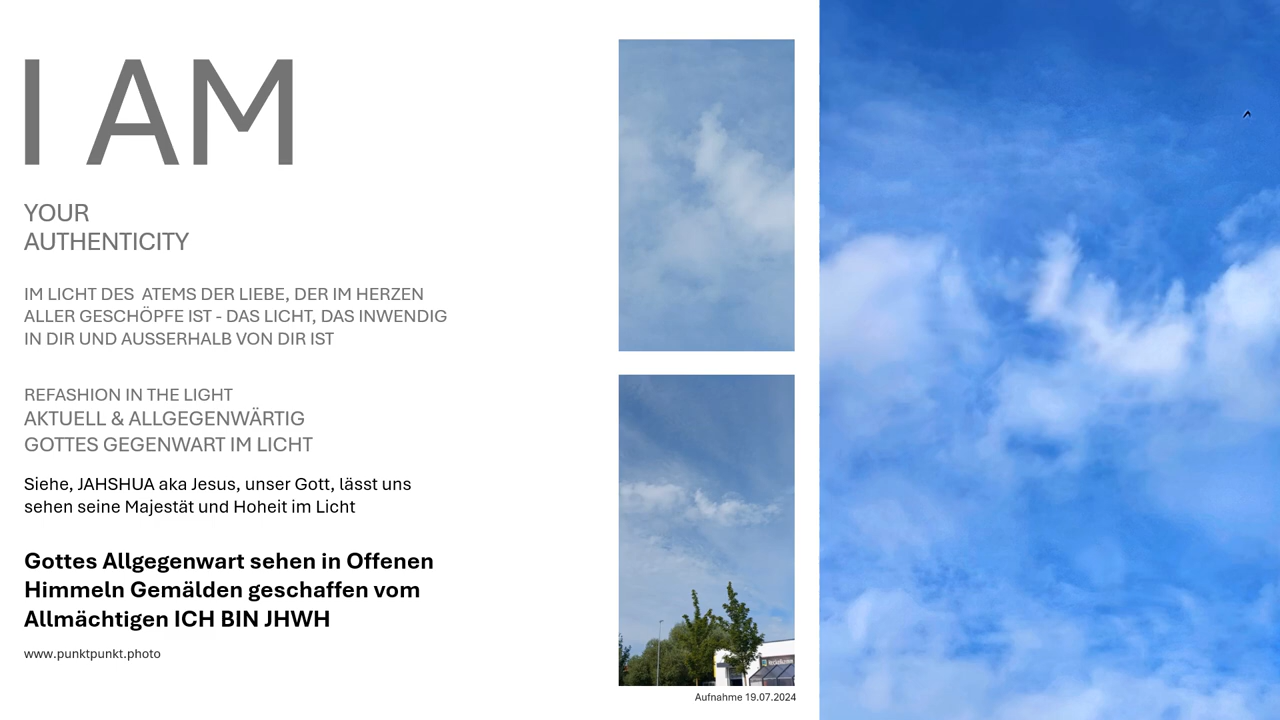 I AM
YOUR
AUTHENTICITY
IM LICHT DES  ATEMS DER LIEBE, DER IM HERZEN
ALLER GESCHÖPFE IST - DAS LICHT, DAS INWENDIG
IN DIR UND AUSSERHALB VON DIR IST
REFASHION IN THE LIGHT
AKTUELL & ALLGEGENWÄRTIG
GOTTES GEGENWART IM LICHT
Siehe, JAHSHUA aka Jesus, unser Gott, lässt uns
sehen seine Majestät und Hoheit im Licht
Gottes Allgegenwart sehen in Offenen
Himmeln Gemälden geschaffen vom
Allmächtigen ICH BIN JHWH
www.punktpunkt.photo
Aufnahme 19.07.2024